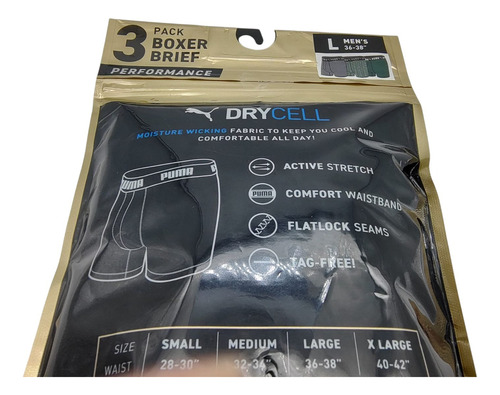 3 PACK
BOXER
BRIEF
PERFORMANCE
L MEN'S
36-38"
DRYCELL
MOISTURE WICKING FABRIC TO KEEP YOU COOL AND
COMFORTABLE ALL DAY!
ACTIVE STRETCH
PUMA
PUMA COMFORT WAISTBAND
FLATLOCK SEAMS
TAG-FREE!
SIZE SMALL MEDIUM LARGE X LARGE
WAIST 28-30" 32-34" 36-38" 40-42"